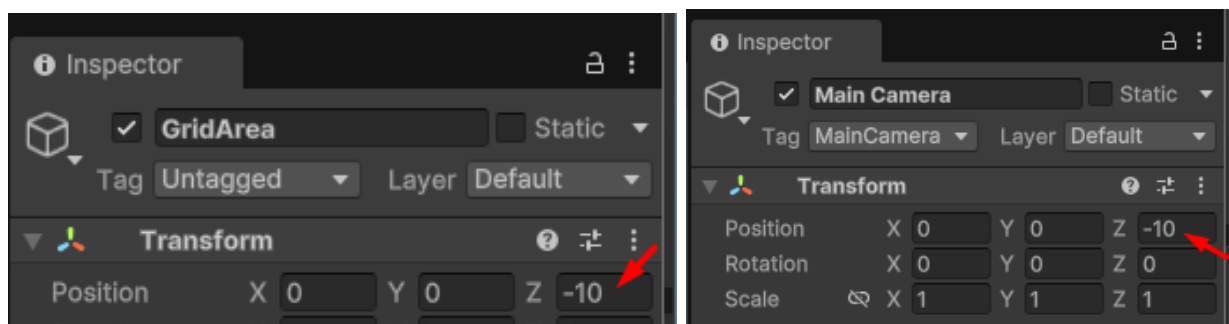 Inspector
GridArea Static
Tag Untagged Layer Default
Transform
Position X 0 Y 0 Z -10
Inspector
Main Camera Static
Tag MainCamera Layer Default
Transform
Position X 0 Y 0 Z -10
Rotation X 0 Y 0 Z 0
Scale X 1 Y 1 Z 1